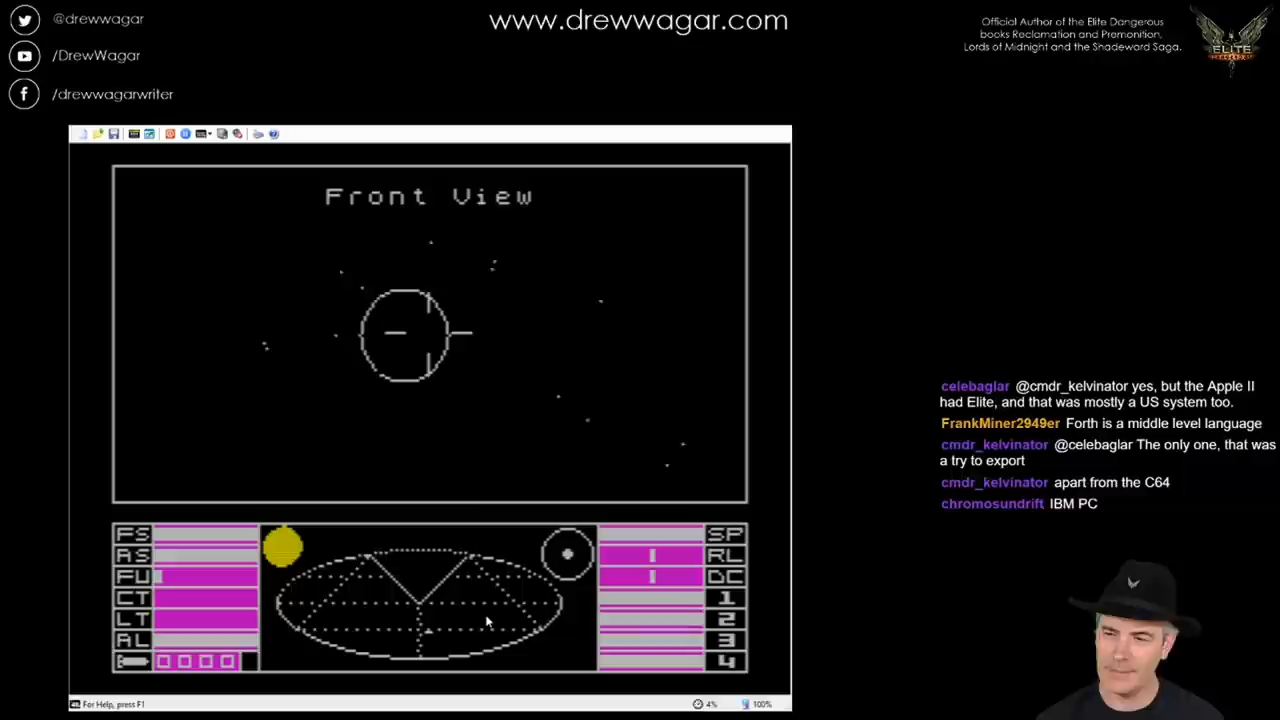 @drewwagar
/DrewWagar
/drewwagarwriter
www.drewwagar.com
Official Author of the Elite Dangerous
books Reclamation and Premonition,
Lords of Midnight and the Shadeward Saga.
ELITE
Front View
FS
AS
FU
CT
LT
AL
SP
RL
DC
1
2
3
4
For Help, press F1
4%
100%
celebaglar @cmdr_kelvinator yes, but the Apple II
had Elite, and that was mostly a US system too.
FrankMiner2949er Forth is a middle level language
cmdr_kelvinator @celebaglar The only one, that was
a try to export
cmdr_kelvinator apart from the C64
chromosundrift IBM PC